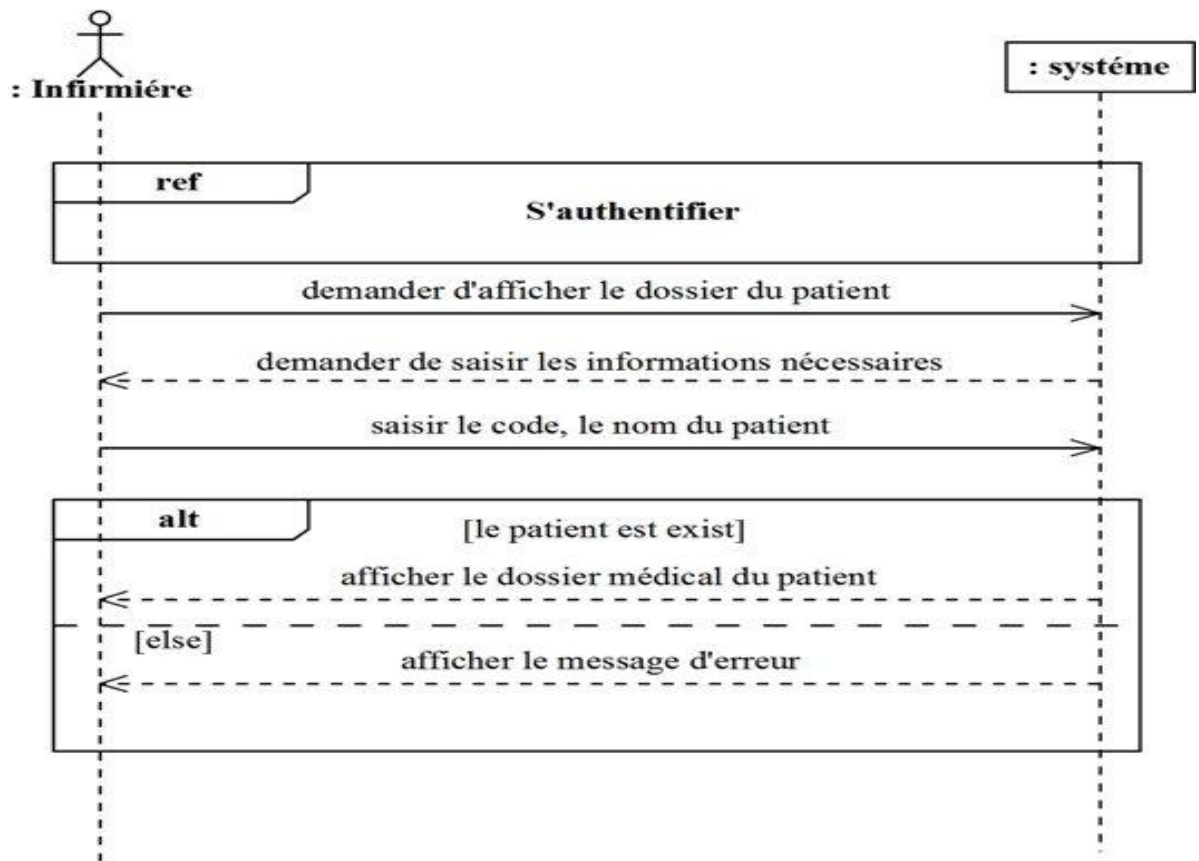 : Infirmiére
: systéme
ref
S'authentifier
demander d'afficher le dossier du patient
demander de saisir les informations nécessaires
saisir le code, le nom du patient
alt
[le patient est exist]
afficher le dossier médical du patient
[else]
afficher le message d'erreur